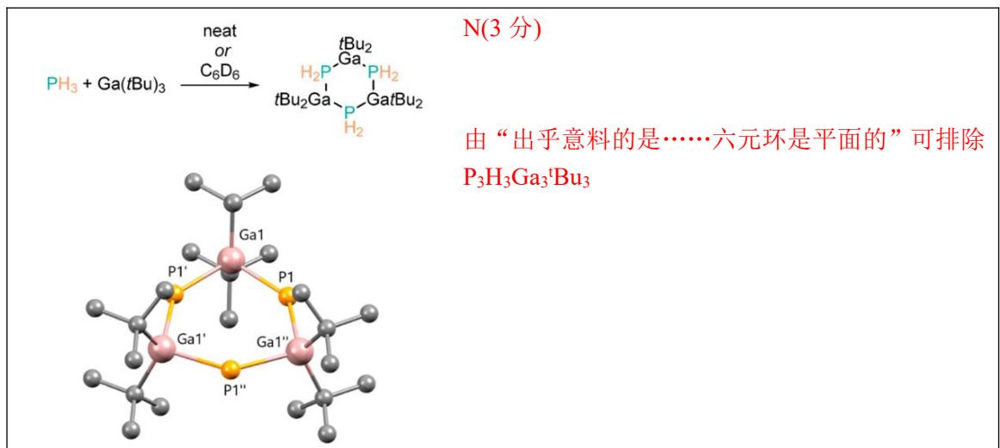 neat
or
C₆D₆
PH₃ + Ga(tBu)₃
tBu₂
Ga
H₂P
PH₂
tBu₂Ga
GatBu₂
P
H₂
N(3 分)
由“出乎意料的是……六元环是平面的”可排除
P₃H₃Ga₃ᵗBu₃
Ga1
P1'
P1
Ga1'
Ga1"
P1"